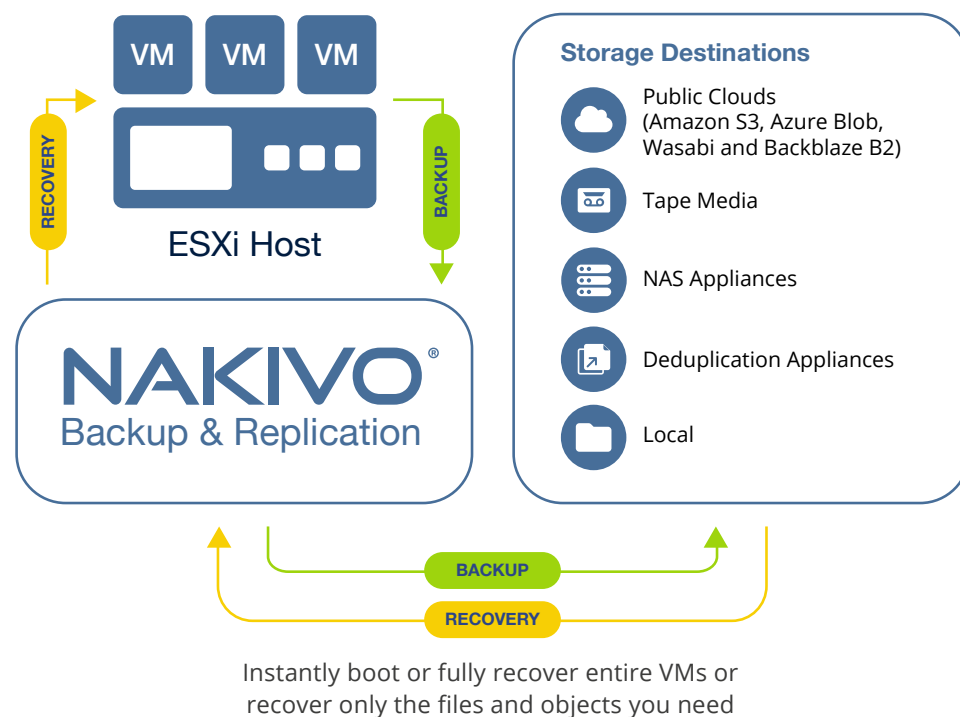 VM VM VM
RECOVERY
BACKUP
ESXi Host
NAKIVO®
Backup & Replication
Storage Destinations
Public Clouds
(Amazon S3, Azure Blob,
Wasabi and Backblaze B2)
Tape Media
NAS Appliances
Deduplication Appliances
Local
BACKUP
RECOVERY
Instantly boot or fully recover entire VMs or
recover only the files and objects you need